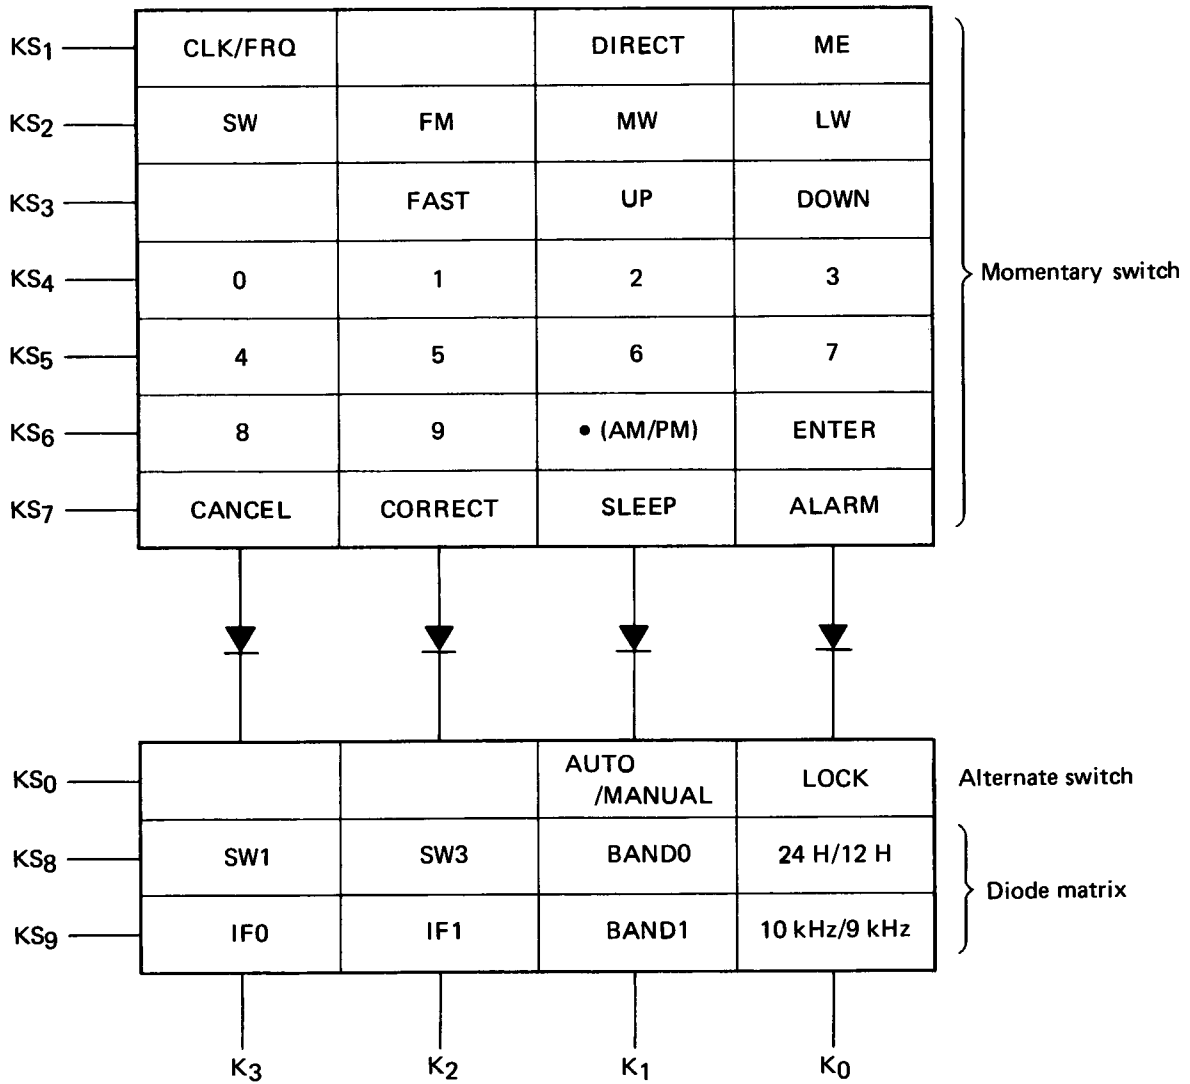 KS1 CLK/FRQ DIRECT ME
KS2 SW FM MW LW
KS3 FAST UP DOWN
KS4 0 1 2 3
Momentary switch
KS5 4 5 6 7
KS6 8 9 • (AM/PM) ENTER
KS7 CANCEL CORRECT SLEEP ALARM
KS0 AUTO /MANUAL LOCK Alternate switch
KS8 SW1 SW3 BAND0 24 H/12 H
Diode matrix
KS9 IF0 IF1 BAND1 10 kHz/9 kHz
K3 K2 K1 K0